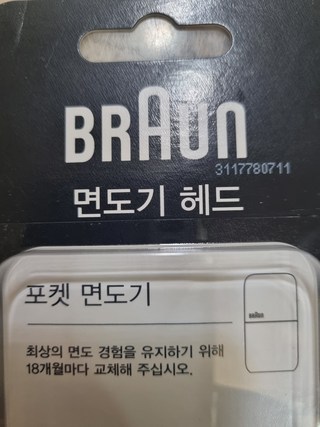 BRAUN
3117780711
면도기 헤드
포켓 면도기
BRAUN
최상의 면도 경험을 유지하기 위해
18개월마다 교체해 주십시오.